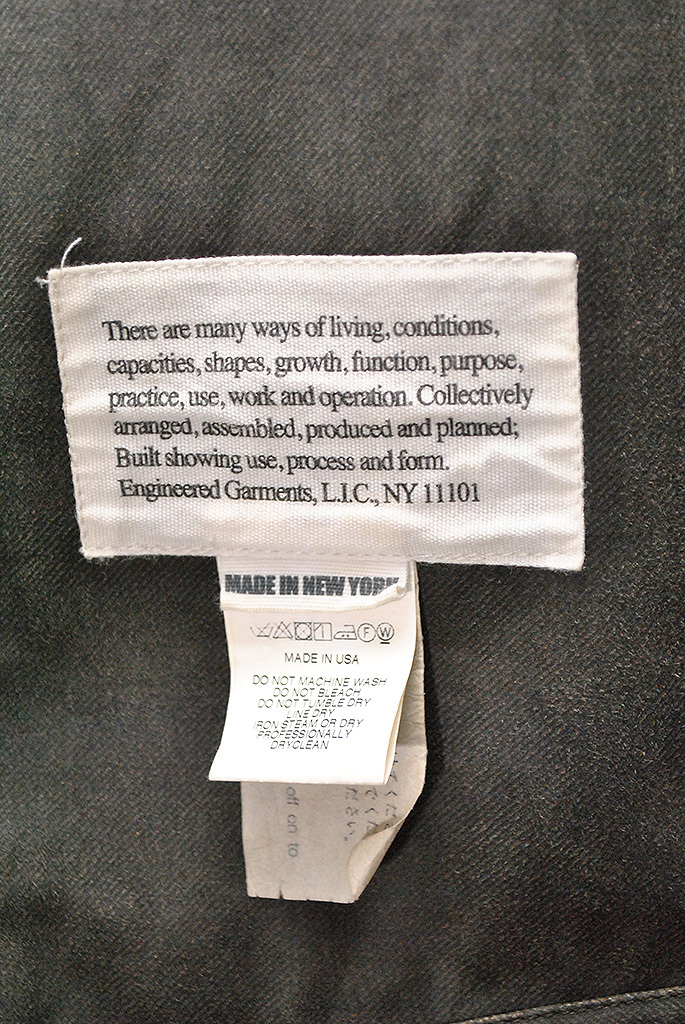 There are many ways of living, conditions,
capacities, shapes, growth, function, purpose,
practice, use, work and operation. Collectively
arranged, assembled, produced and planned;
Built showing use, process and form.
Engineered Garments, L.I.C., NY 11101
MADE IN NEW YORK
F W
MADE IN USA
DO NOT MACHINE WASH
DO NOT BLEACH
DO NOT TUMBLE DRY
LINE DRY
IRON STEAM OR DRY
PROFESSIONALLY
DRYCLEAN
off on to